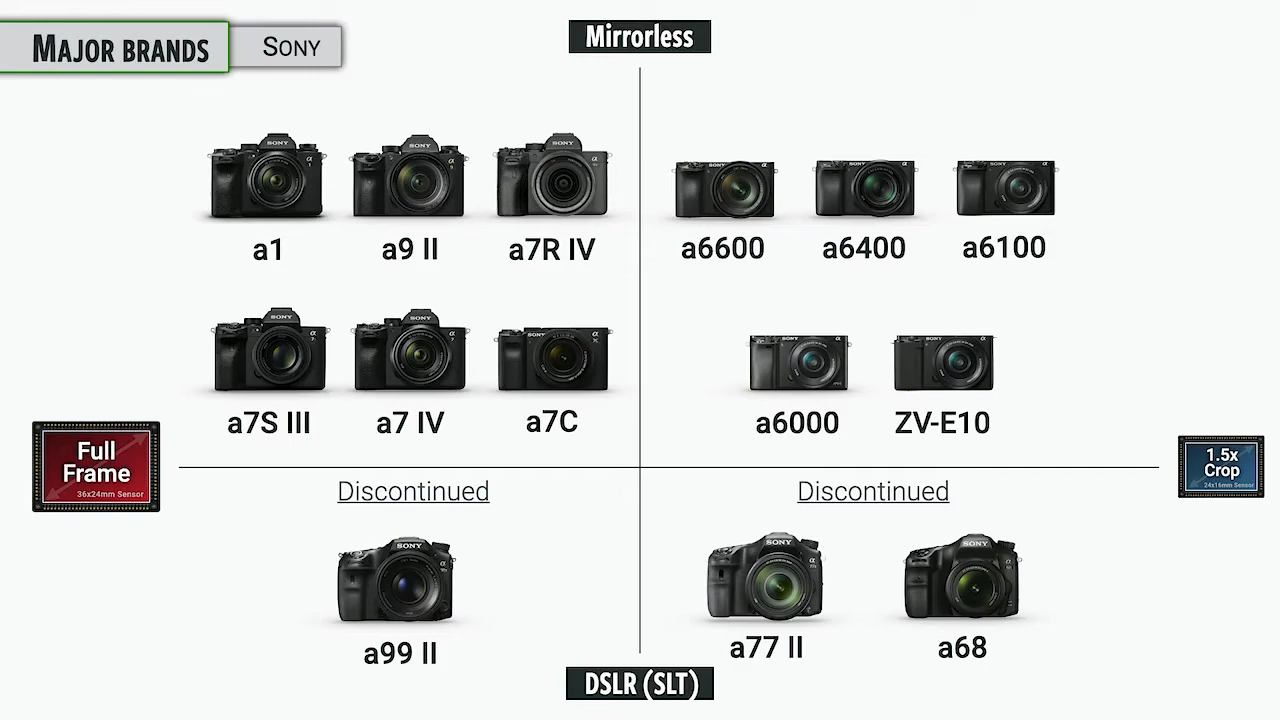 MAJOR BRANDS
SONY
Mirrorless
a1
a9 II
a7R IV
a6600
a6400
a6100
a7S III
a7 IV
a7C
a6000
ZV-E10
Full
Frame
36x24mm Sensor
1.5x
Crop
24x16mm Sensor
Discontinued
Discontinued
a99 II
a77 II
a68
DSLR (SLT)